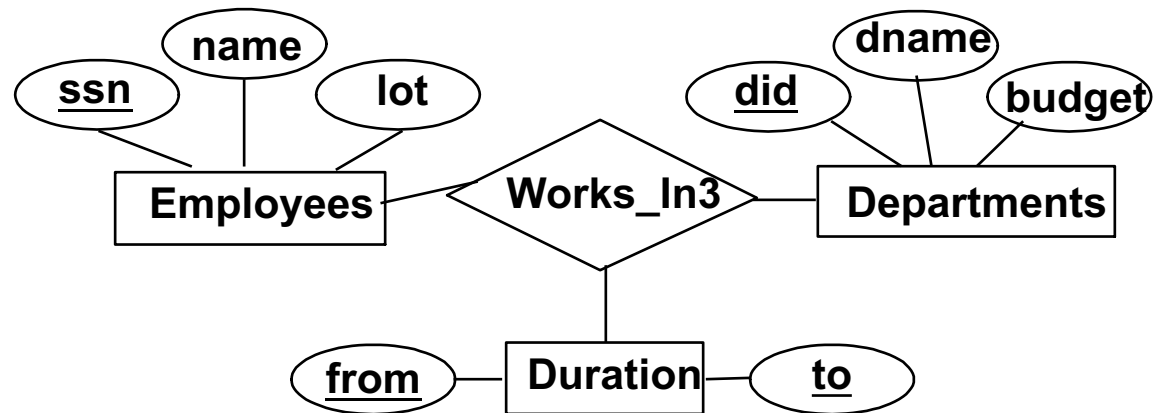 name
dname
ssn
lot
did
budget
Employees
Works_In3
Departments
from
Duration
to